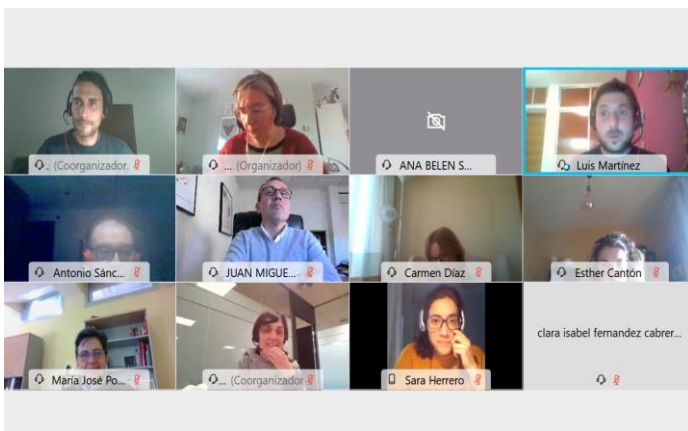 . (Coorganizador.
... (Organizador)
ANA BELEN S...
Luis Martínez
Antonio Sánc...
JUAN MIGUE...
Carmen Díaz
Esther Cantón
María José Po...
... (Coorganizador
Sara Herrero
clara isabel fernandez cabrer...